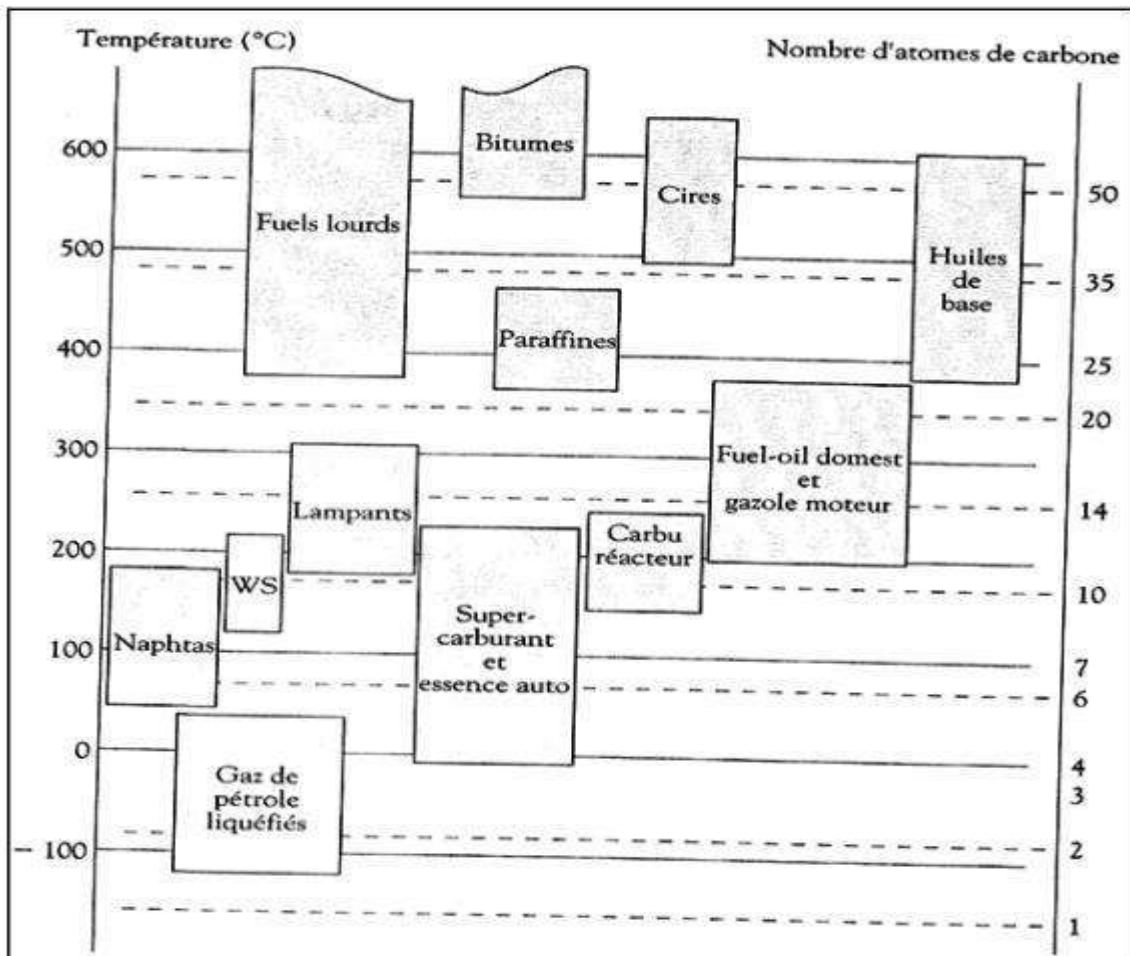 Température (°C)
Nombre d'atomes de carbone
600
500
400
300
200
100
0
- 100
Fuels lourds
Bitumes
Cires
Huiles
de
base
Paraffines
Fuel-oil domest
et
gazole moteur
Lampants
Carbu
réacteur
WS
Naphtas
Super-
carburant
et
essence auto
Gaz de
pétrole
liquéfiés
50
35
25
20
14
10
7
6
4
3
2
1